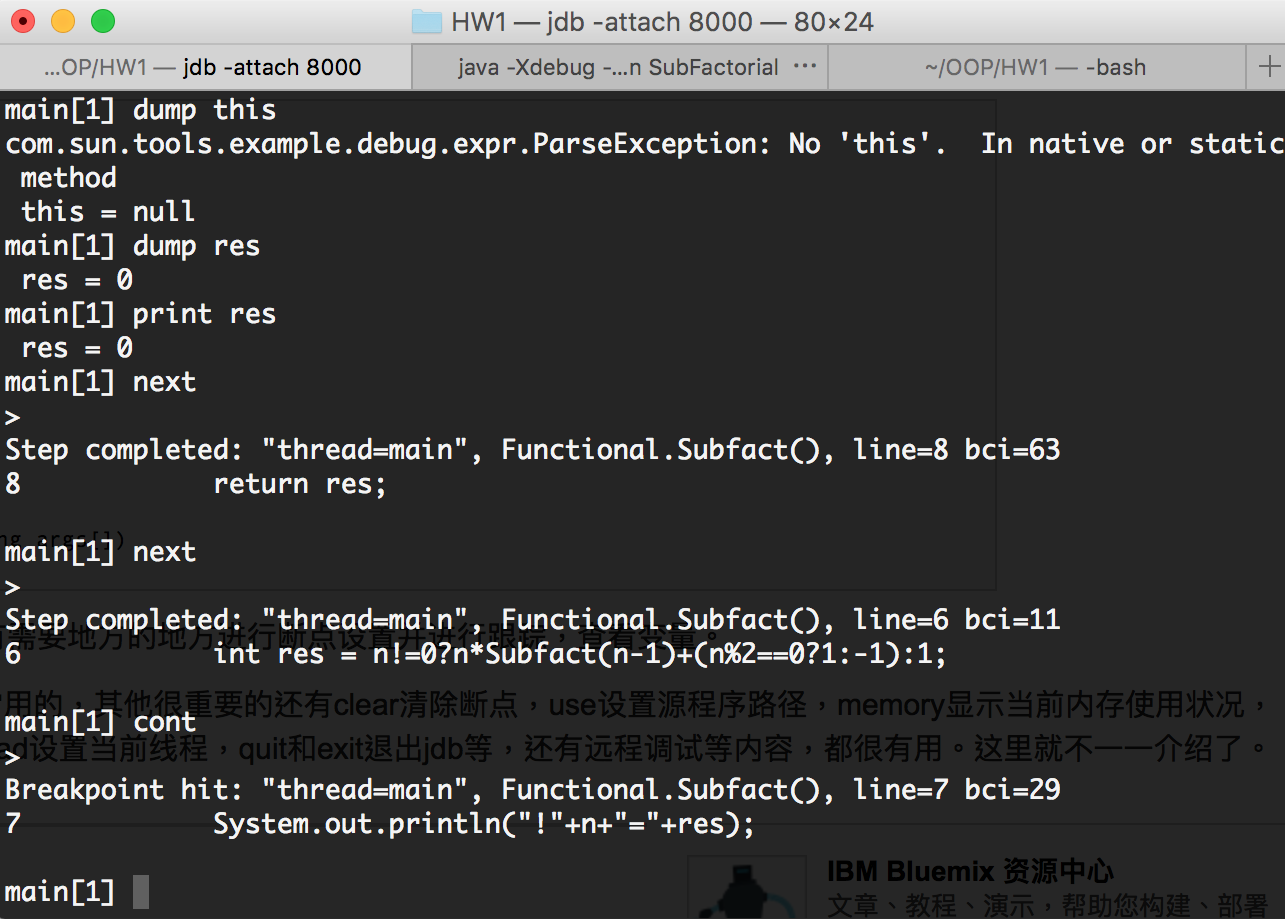 HW1 — jdb -attach 8000 — 80×24
...OP/HW1 — jdb -attach 8000
java -Xdebug -...n SubFactorial ···
~/OOP/HW1 — -bash
main[1] dump this
com.sun.tools.example.debug.expr.ParseException: No 'this'.  In native or static
 method
 this = null
main[1] dump res
 res = 0
main[1] print res
 res = 0
main[1] next
>
Step completed: "thread=main", Functional.Subfact(), line=8 bci=63
8            return res;
ng args[])
main[1] next
>
Step completed: "thread=main", Functional.Subfact(), line=6 bci=11
需要地方的地方进行断点设置并进行跟踪，查看变量。
6            int res = n!=0?n*Subfact(n-1)+(n%2==0?1:-1):1;
用的，其他很重要的还有clear清除断点，use设置源程序路径，memory显示当前内存使用状况，
main[1] cont
ad设置当前线程，quit和exit退出jdb等，还有远程调试等内容，都很有用。这里就不一一介绍了。
>
Breakpoint hit: "thread=main", Functional.Subfact(), line=7 bci=29
7            System.out.println("!"+n+"="+res);
IBM Bluemix 资源中心
main[1]
文章、教程、演示，帮助您构建、部署